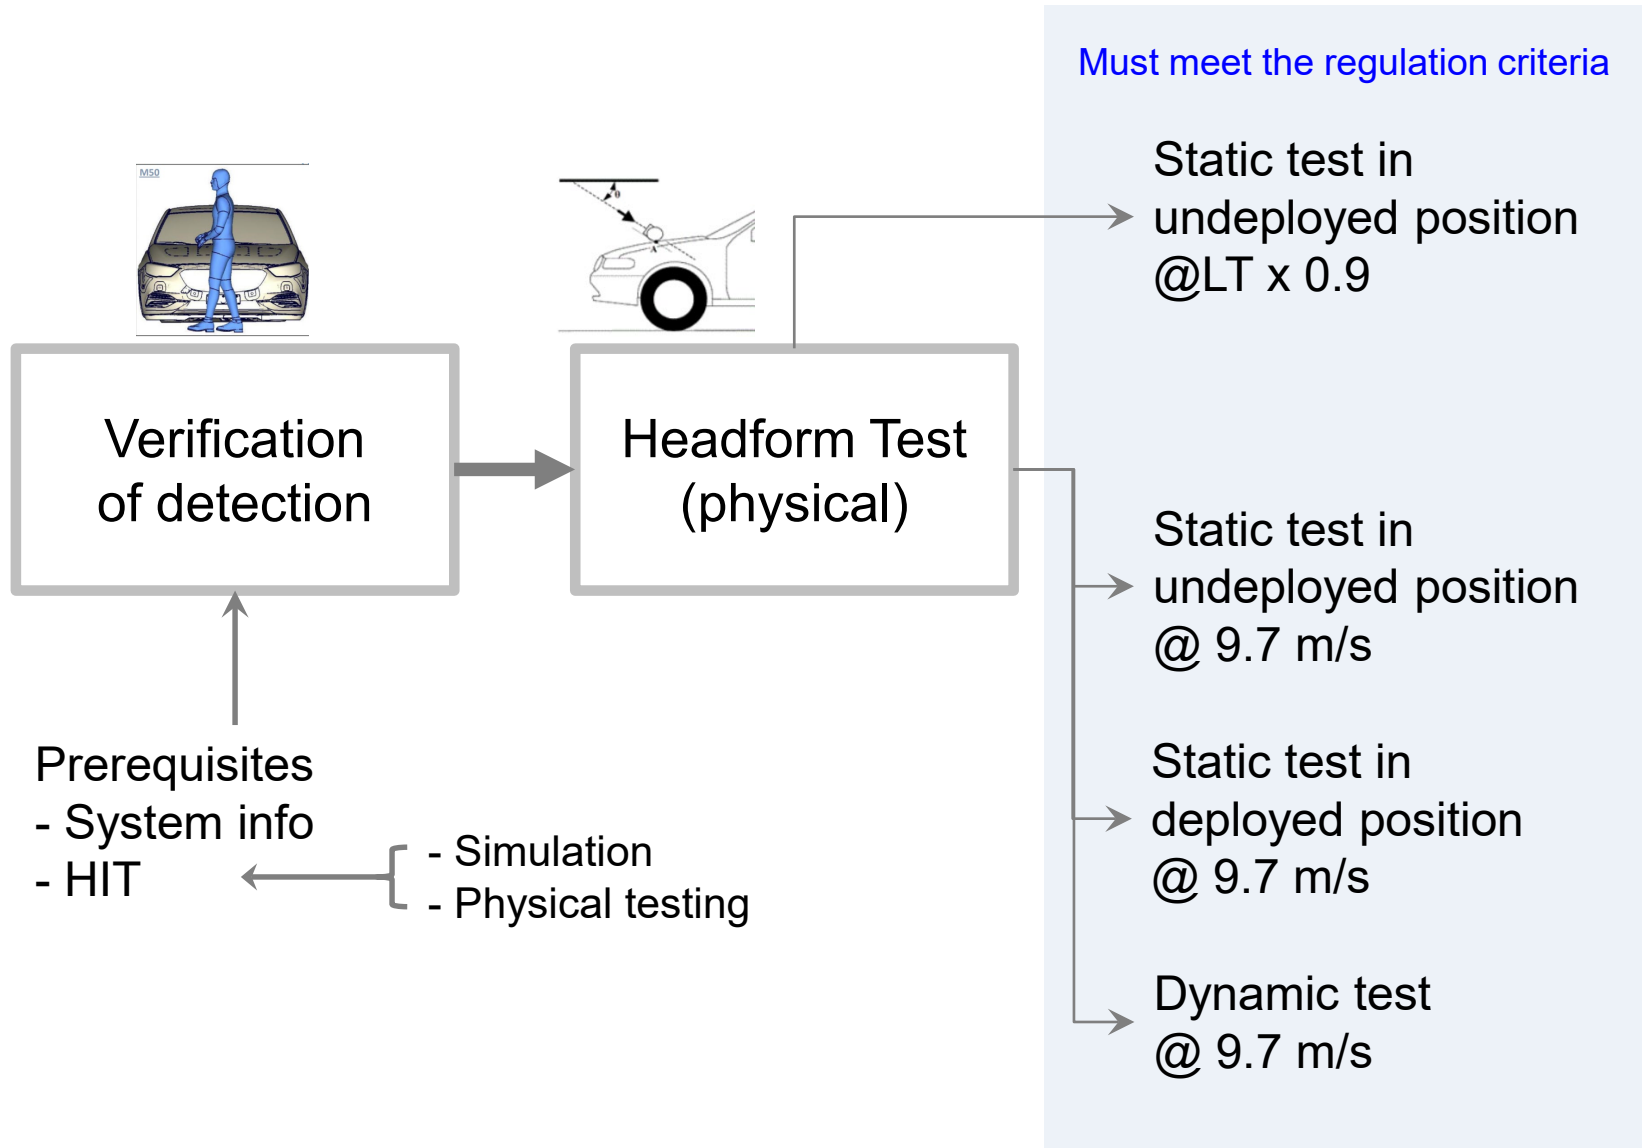 Must meet the regulation criteria
M50
θ
A
Static test in
undeployed position
@LT x 0.9
Verification
of detection
Headform Test
(physical)
Static test in
undeployed position
@ 9.7 m/s
Prerequisites
- System info
- HIT
- Simulation
- Physical testing
Static test in
deployed position
@ 9.7 m/s
Dynamic test
@ 9.7 m/s